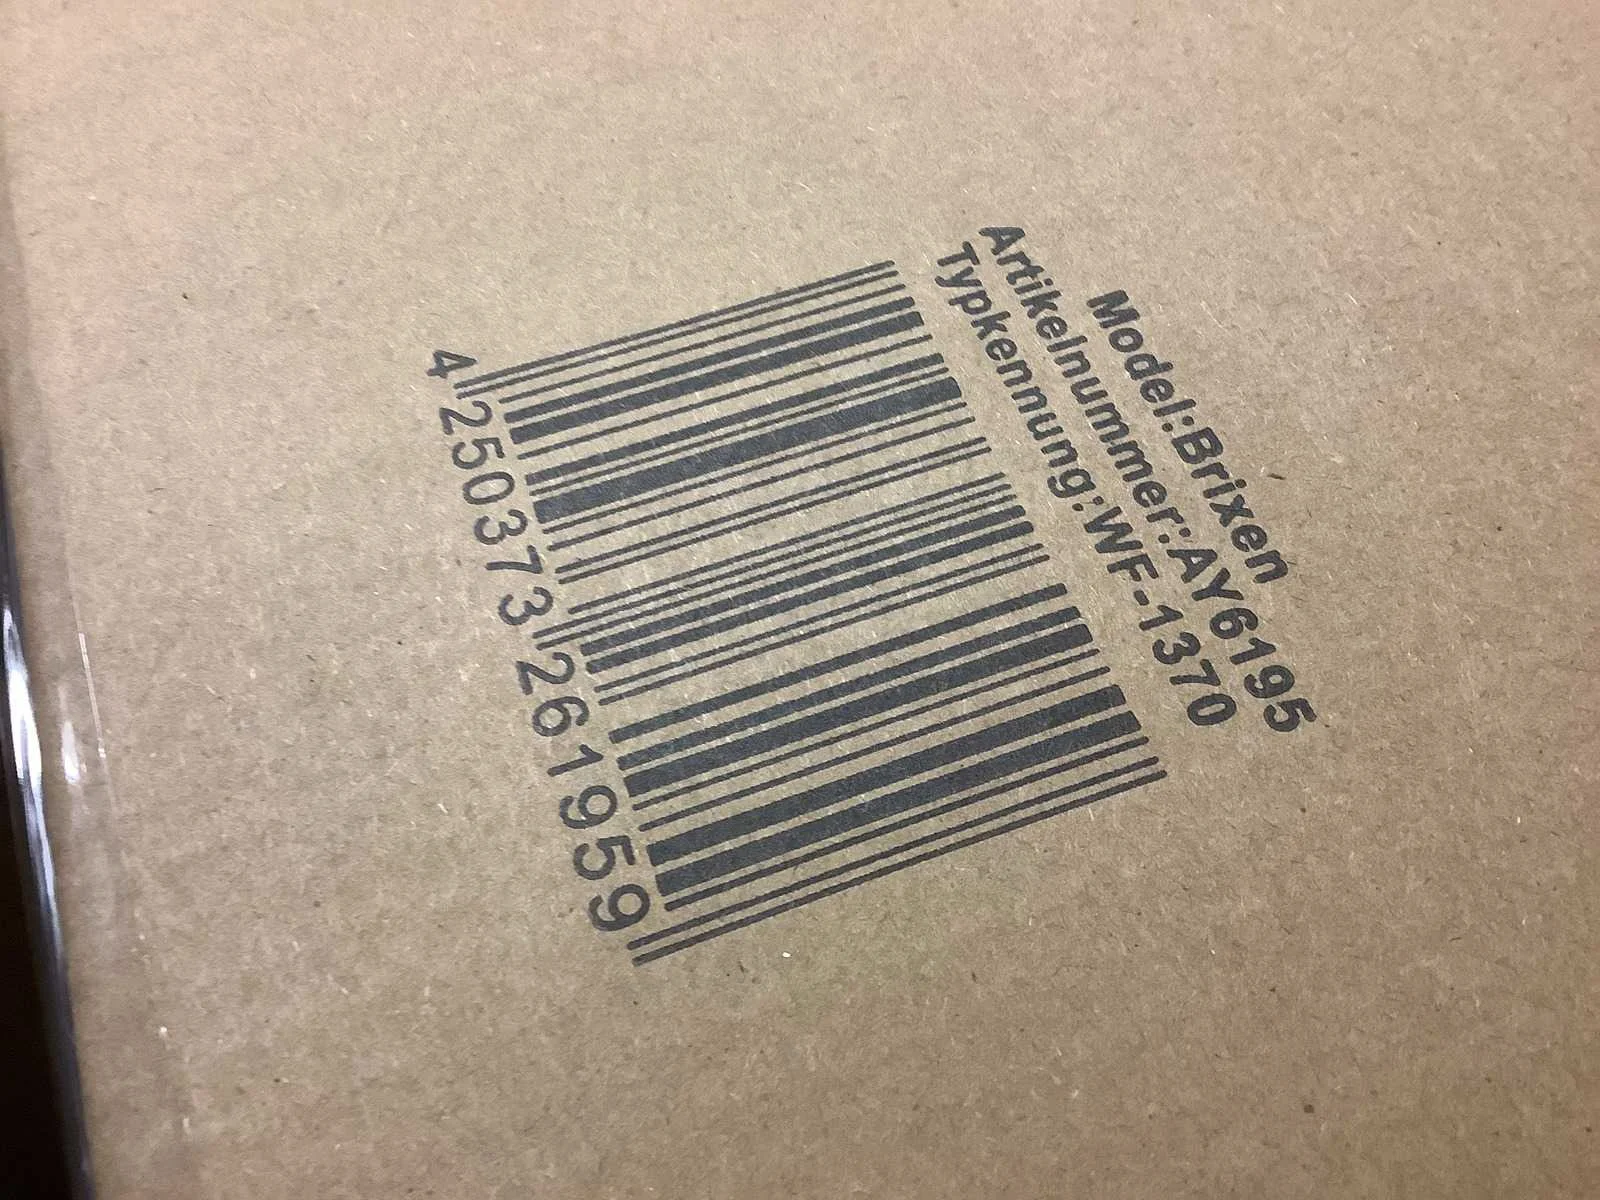 Model:Brixen
Artikelnummer:AY6195
Typkennung:WF-1370
4 250373 261959